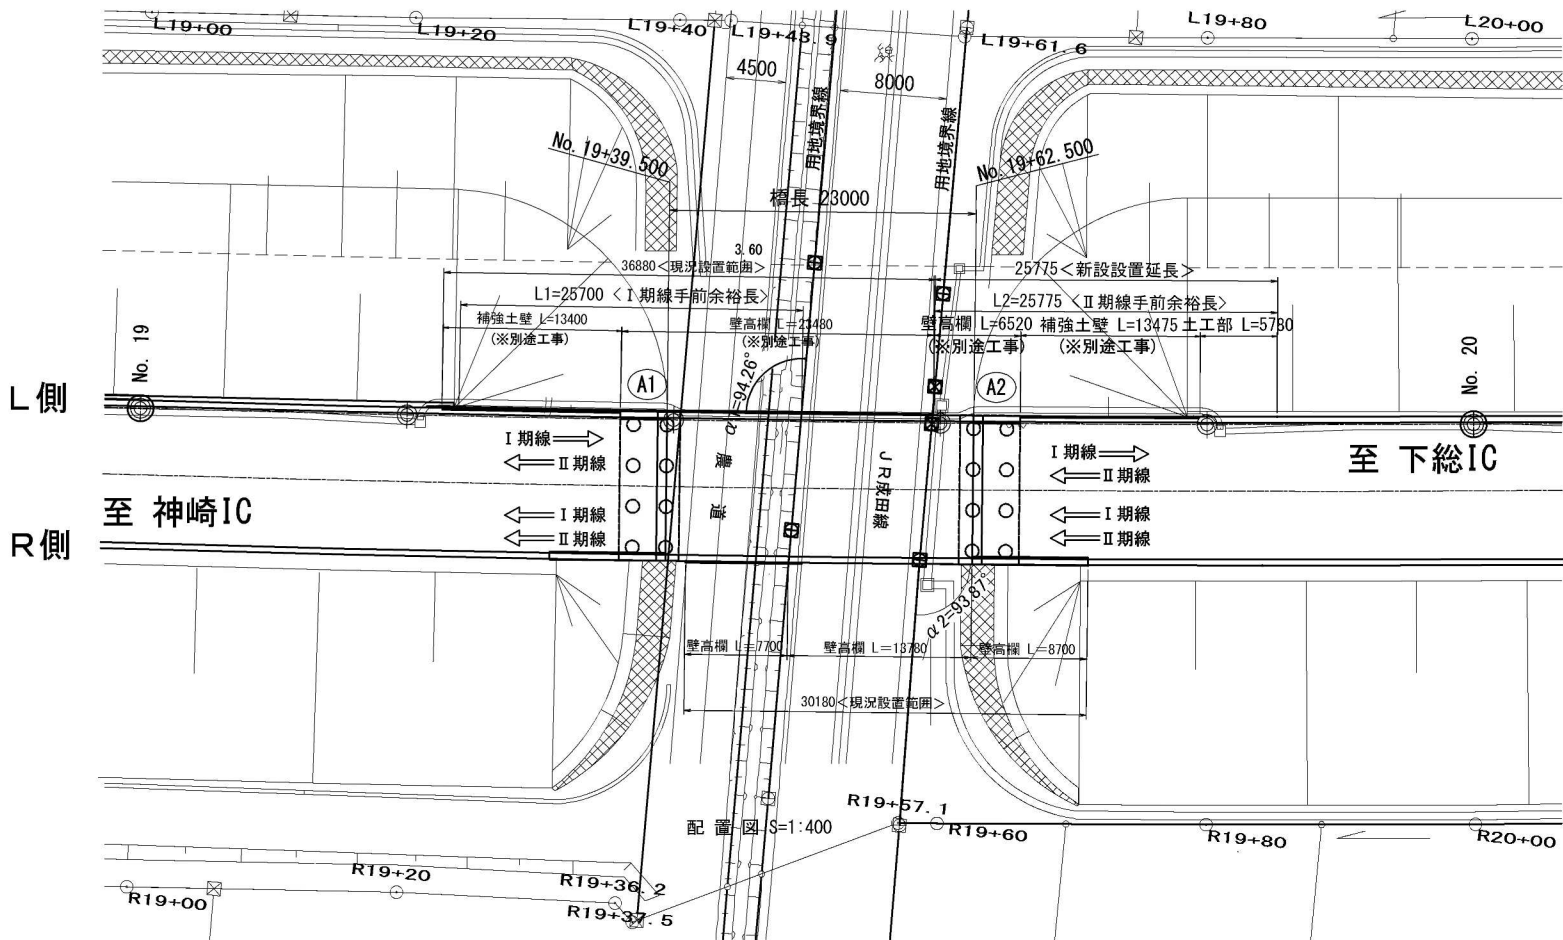 L19+00
L19+20
L19+40
L19+43.9
L19+61.6
L19+80
L20+00
4500
線
8000
用地境界線
用地境界線
No. 19+39.500
No. 19+62.500
橋長 23000
3.60
36880<現況設置範囲>
25775<新設設置延長>
L1=25700 <Ⅰ期線手前余裕長>
L2=25775 <Ⅱ期線手前余裕長>
補強土壁 L=13400
(※別途工事)
壁高欄 L=23480
(※別途工事)
壁高欄 L=6520
(※別途工事)
補強土壁 L=13475
(※別途工事)
土工部 L=5780
No. 19
No. 20
L側
A1
α1=94.26°
A2
Ⅰ期線
Ⅱ期線
Ⅰ期線
Ⅱ期線
至 下総IC
至 神崎IC
農道
JR成田線
Ⅰ期線
Ⅱ期線
Ⅰ期線
Ⅱ期線
R側
α2=93.87°
壁高欄 L=7700
壁高欄 L=13780
壁高欄 L=8700
30180<現況設置範囲>
配置図 S=1:400
R19+57.1
R19+60
R19+80
R20+00
R19+00
R19+20
R19+36.2
R19+37.5